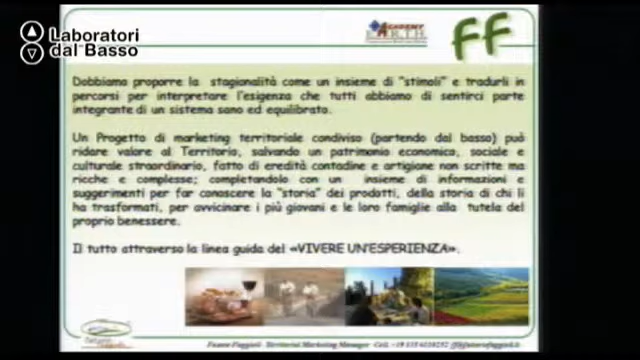 Laboratori
dal Basso
ACADEMY
E.A.R.T.H.
FF
Dobbiamo proporre la stagionalità come un insieme di "stimoli" e tradurli in
percorsi per interpretare l'esigenza che tutti abbiamo di sentirci parte
integrante di un sistema sano ed equilibrato.
Un Progetto di marketing territoriale condiviso (partendo dal basso) può
ridare valore al Territorio, salvando un patrimonio economico, sociale e
culturale straordinario, fatto di eredità contadine e artigione non scritte ma
ricche e complesse; completandolo con un insieme di informazioni e
suggerimenti per far conoscere la "storia" dei prodotti, della storia di chi li
ha trasformati, per avvicinare i più giovani e le loro famiglie alla tutela del
proprio benessere.
Il tutto attraverso la linea guida del «VIVERE UN'ESPERIENZA».
Fausto Faggioli - Territorial Marketing Manager Cell.